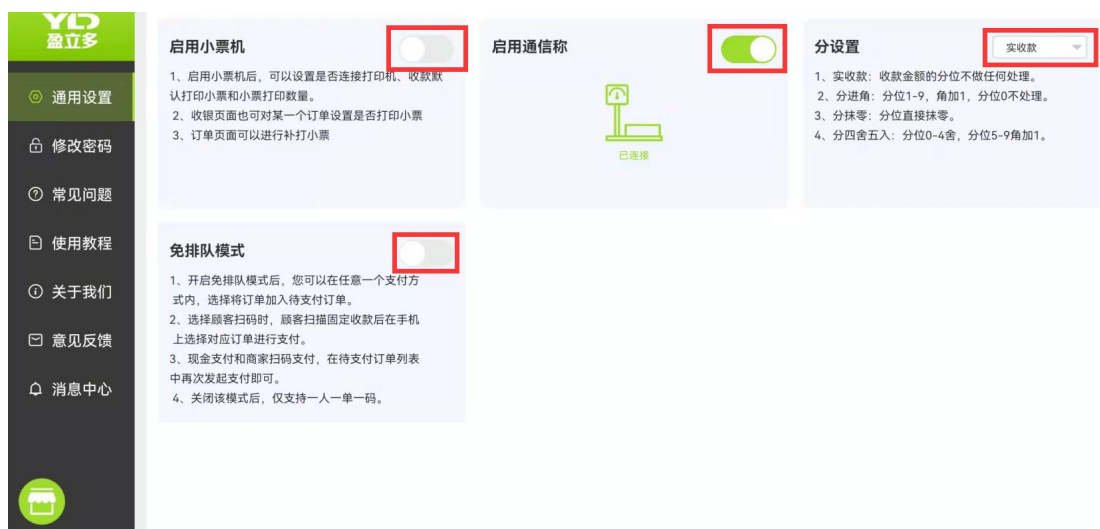 YLD
盈立多
通用设置
修改密码
常见问题
使用教程
关于我们
意见反馈
消息中心
启用小票机
1、启用小票机后，可以设置是否连接打印机、收款默
认打印小票和小票打印数量。
2、收银页面也可对某一个订单设置是否打印小票
3、订单页面可以进行补打小票
启用通信称
已连接
分设置
实收款
1、实收款：收款金额的分位不做任何处理。
2、分进角：分位1-9，角加1，分位0不处理。
3、分抹零：分位直接抹零。
4、分四舍五入：分位0-4舍，分位5-9角加1。
免排队模式
1、开启免排队模式后，您可以在任意一个支付方
式内，选择将订单加入待支付订单。
2、选择顾客扫码时，顾客扫描固定收款后在手机
上选择对应订单进行支付。
3、现金支付和商家扫码支付，在待支付订单列表
中再次发起支付即可。
4、关闭该模式后，仅支持一人一单一码。